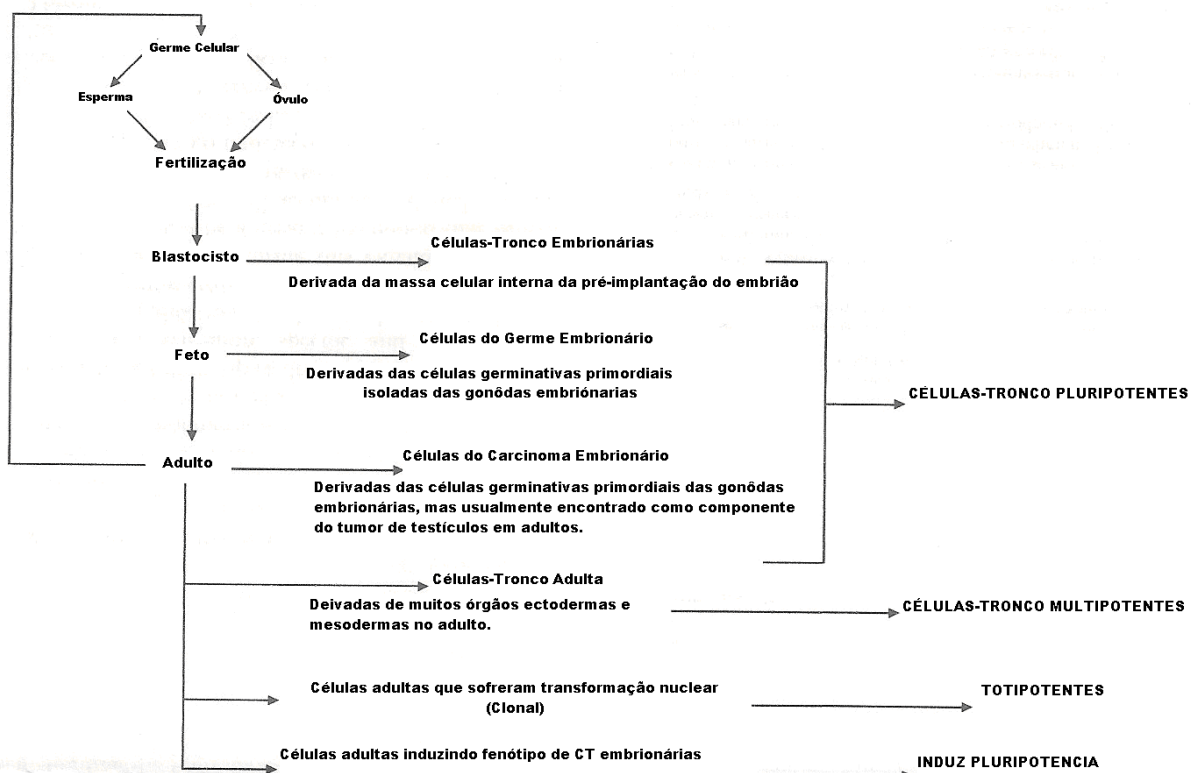 Germe Celular
Esperma
Óvulo
Fertilização
Blastocisto
Células-Tronco Embrionárias
Derivada da massa celular interna da pré-implantação do embrião
Feto
Células do Germe Embrionário
Derivadas das células germinativas primordiais
isoladas das gonôdas embriónarias
CÉLULAS-TRONCO PLURIPOTENTES
Adulto
Células do Carcinoma Embrionário
Derivadas das células germinativas primordiais das gonôdas
embrionárias, mas usualmente encontrado como componente
do tumor de testículos em adultos.
Células-Tronco Adulta
Deivadas de muitos órgãos ectodermas e
mesodermas no adulto.
CÉLULAS-TRONCO MULTIPOTENTES
Células adultas que sofreram transformação nuclear
(Clonal)
TOTIPOTENTES
Células adultas induzindo fenótipo de CT embrionárias
INDUZ PLURIPOTENCIA